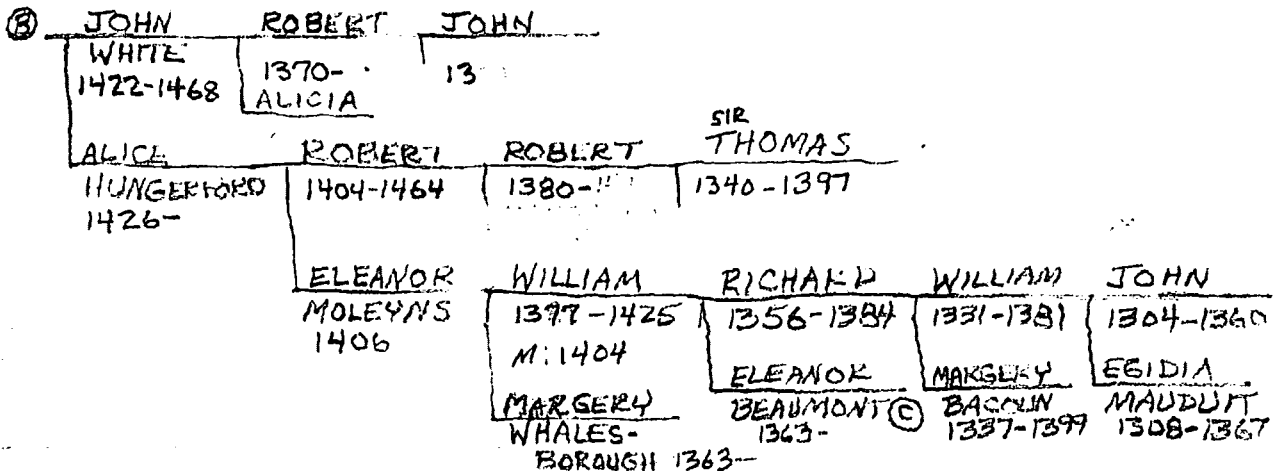 Ⓑ JOHN ROBERT JOHN
WHITE 1370- 13
1422-1468 ALICIA
SIR
ALICE ROBERT ROBERT THOMAS
HUNGERFORD 1404-1464 1380- 1340-1397
1426-
ELEANOR WILLIAM RICHARD WILLIAM JOHN
MOLEYNS 1397-1425 1356-1384 1331-1381 1304-1360
1406 M: 1404
ELEANOR MARGERY EGIDIA
MARGERY BEAUMONT Ⓒ BACOUN MAUDUIT
WHALES- 1363- 1337-1399 1308-1367
BOROUGH 1363-